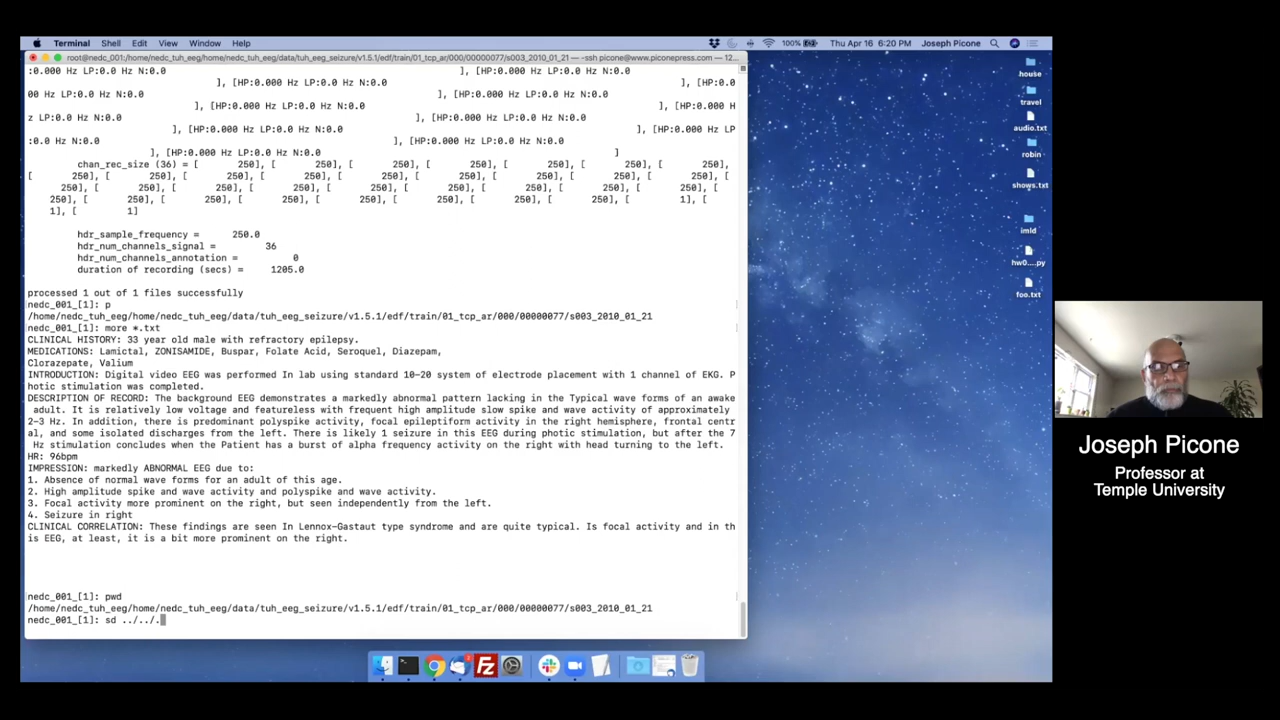 Terminal Shell Edit View Window Help 100% Thu Apr 16 6:20 PM Joseph Picone
root@nedc_001:/home/nedc_tuh_eeg/home/nedc_tuh_eeg/data/tuh_eeg_seizure/v1.5.1/edf/train/01_tcp_ar/000/00000077/s003_2010_01_21 — -ssh picone@www.piconepress.com — 12...
:0.000 Hz LP:0.0 Hz N:0.0 ], [HP:0.000 Hz LP:0.0 Hz N:0.0
], [HP:0.000 Hz LP:0.0 Hz N:0.0 ], [HP:0.0
00 Hz LP:0.0 Hz N:0.0 ], [HP:0.000 Hz LP:0.0 Hz N:0.0
], [HP:0.000 Hz LP:0.0 Hz N:0.0 ], [HP:0.000 H
z LP:0.0 Hz N:0.0 ], [HP:0.000 Hz LP:0.0 Hz N:0.0
], [HP:0.000 Hz LP:0.0 Hz N:0.0 ], [HP:0.000 Hz LP
:0.0 Hz N:0.0 ], [HP:0.000 Hz LP:0.0 Hz N:0.0
], [HP:0.000 Hz LP:0.0 Hz N:0.0 ]
chan_rec_size (36) = [ 250], [ 250], [ 250], [ 250], [ 250], [ 250], [ 250],
[ 250], [ 250], [ 250], [ 250], [ 250], [ 250], [ 250], [
250], [ 250], [ 250], [ 250], [ 250], [ 250], [ 250], [ 250], [
250], [ 250], [ 250], [ 250], [ 250], [ 250], [ 250], [ 1], [
1], [ 1]
hdr_sample_frequency = 250.0
hdr_num_channels_signal = 36
hdr_num_channels_annotation = 0
duration of recording (secs) = 1205.0
processed 1 out of 1 files successfully
nedc_001_[1]: p
/home/nedc_tuh_eeg/home/nedc_tuh_eeg/data/tuh_eeg_seizure/v1.5.1/edf/train/01_tcp_ar/000/00000077/s003_2010_01_21
nedc_001_[1]: more *.txt
CLINICAL HISTORY: 33 year old male with refractory epilepsy.
MEDICATIONS: Lamictal, ZONISAMIDE, Buspar, Folate Acid, Seroquel, Diazepam,
Clorazepate, Valium
INTRODUCTION: Digital video EEG was performed In lab using standard 10-20 system of electrode placement with 1 channel of EKG. P
hotic stimulation was completed.
DESCRIPTION OF RECORD: The background EEG demonstrates a markedly abnormal pattern lacking in the Typical wave forms of an awake
adult. It is relatively low voltage and featureless with frequent high amplitude slow spike and wave activity of approximately
2-3 Hz. In addition, there is predominant polyspike activity, focal epileptiform activity in the right hemisphere, frontal centr
al, and some isolated discharges from the left. There is likely 1 seizure in this EEG during photic stimulation, but after the 7
Hz stimulation concludes when the Patient has a burst of alpha frequency activity on the right with head turning to the left.
HR: 96bpm
IMPRESSION: markedly ABNORMAL EEG due to:
1. Absence of normal wave forms for an adult of this age.
2. High amplitude spike and wave activity and polyspike and wave activity.
3. Focal activity more prominent on the right, but seen independently from the left.
4. Seizure in right
CLINICAL CORRELATION: These findings are seen In Lennox-Gastaut type syndrome and are quite typical. Is focal activity and in th
is EEG, at least, it is a bit more prominent on the right.
nedc_001_[1]: pwd
/home/nedc_tuh_eeg/home/nedc_tuh_eeg/data/tuh_eeg_seizure/v1.5.1/edf/train/01_tcp_ar/000/00000077/s003_2010_01_21
nedc_001_[1]: sd ../../.
house
travel
audio.txt
robin
shows.txt
imld
hw0....py
foo.txt
Joseph Picone
Professor at
Temple University